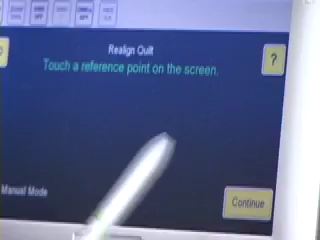 Realign Quilt
?
Touch a reference point on the screen.
Manual Mode
Continue